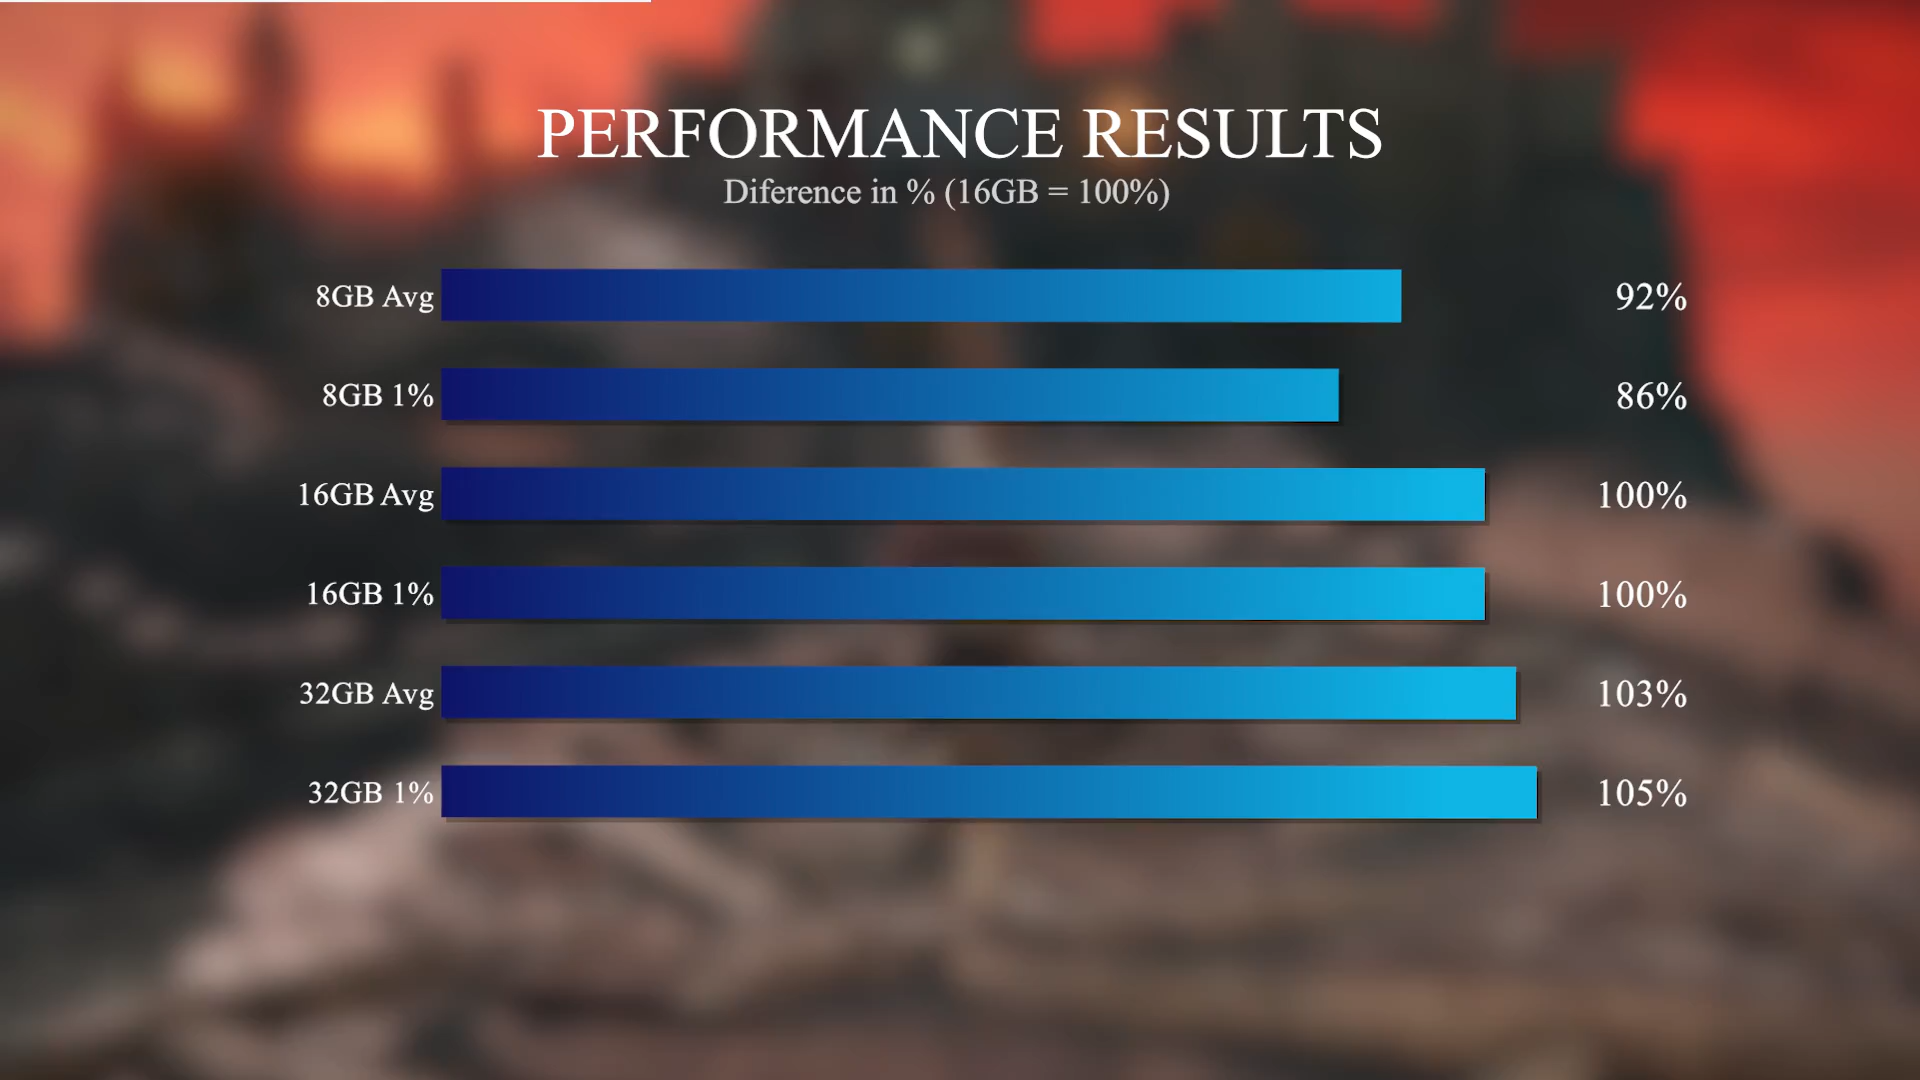 PERFORMANCE RESULTS
Diference in % (16GB = 100%)
8GB Avg 92%
8GB 1% 86%
16GB Avg 100%
16GB 1% 100%
32GB Avg 103%
32GB 1% 105%